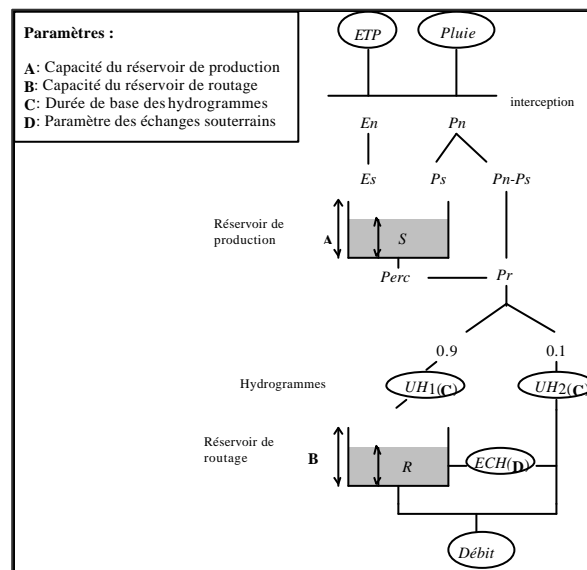 Paramètres :
A: Capacité du réservoir de production
B: Capacité du réservoir de routage
C: Durée de base des hydrogrammes
D: Paramètre des échanges souterrains
ETP
Pluie
interception
En
Pn
Es
Ps
Pn-Ps
Réservoir de
production
A
S
Perc
Pr
0.9
0.1
Hydrogrammes
UH1(C)
UH2(C)
Réservoir de
routage
B
R
ECH(D)
Débit